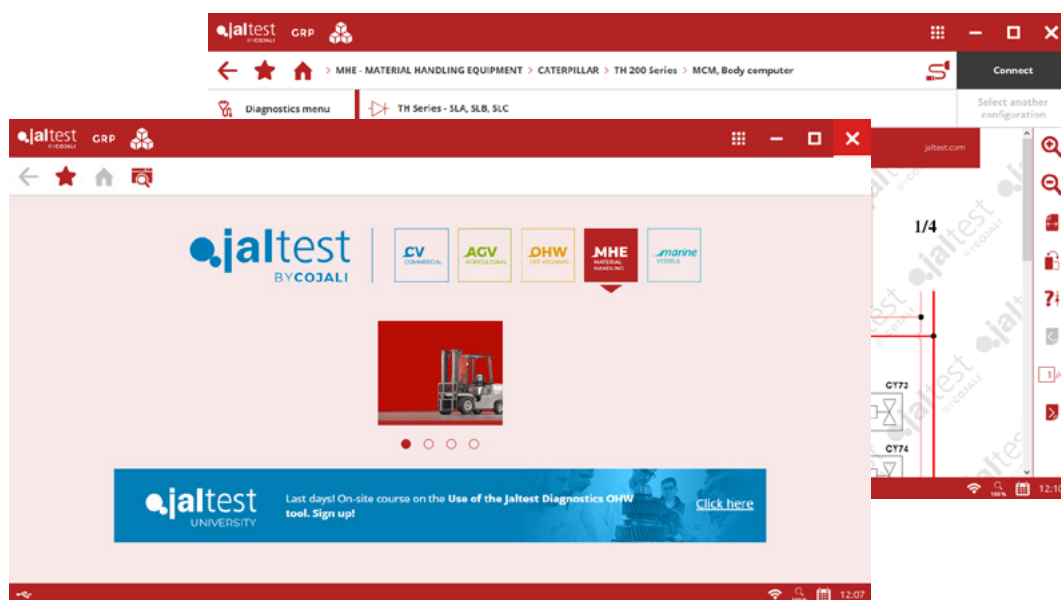 jaltest GRP
BY COJALI
> MHE - MATERIAL HANDLING EQUIPMENT > CATERPILLAR > TH 200 Series > MCM, Body computer
Connect
Diagnostics menu
TH Series - SLA, SLB, SLC
Select another
configuration
jaltest.com
1/4
GY73
GY74
100%
12:10
jaltest GRP
BY COJALI
jaltest
BY COJALI
CV
COMMERCIAL
AGV
AGRICULTURAL
OHW
OFF-HIGHWAY
MHE
MATERIAL
HANDLING
marine
VESSELS
jaltest
UNIVERSITY
Last days! On-site course on the Use of the Jaltest Diagnostics OHW
tool. Sign up!
Click here
12:07